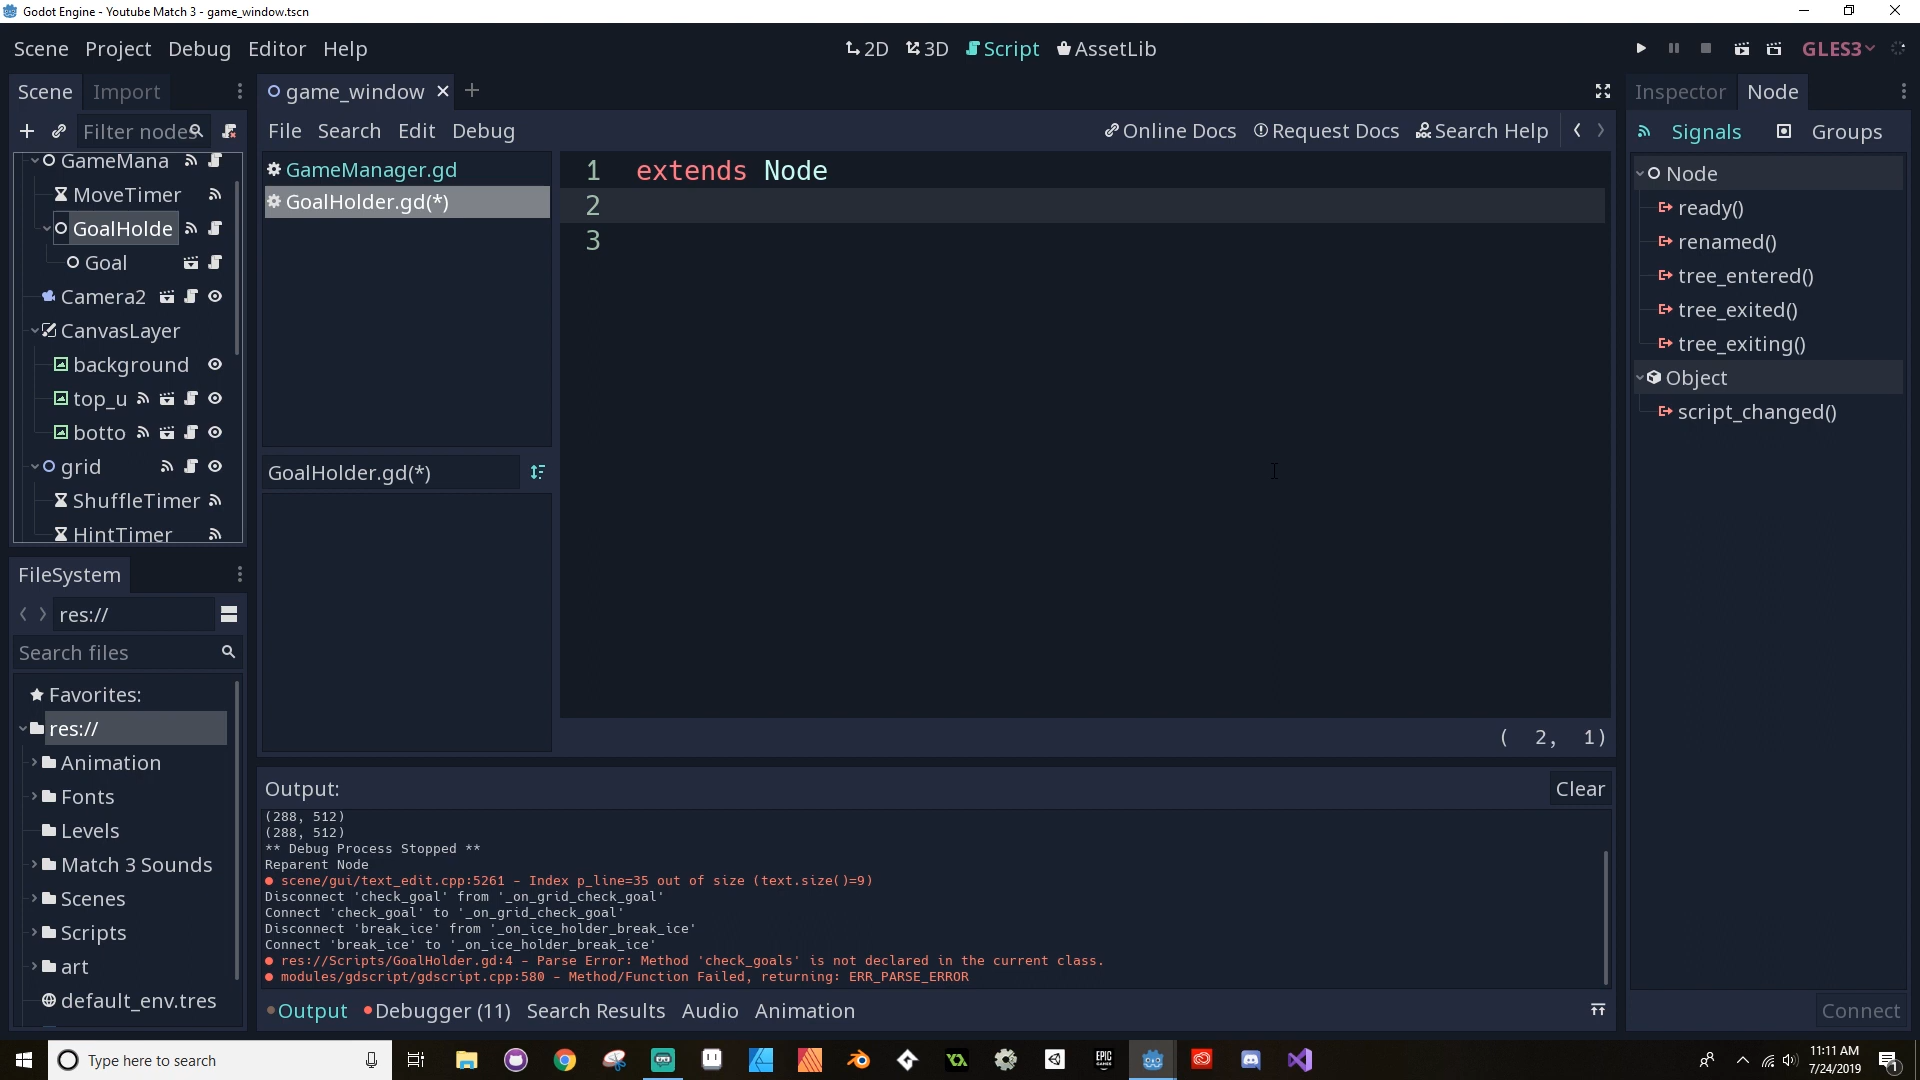 Godot Engine - Youtube Match 3 - game_window.tscn
Scene Project Debug Editor Help
2D 3D Script AssetLib
GLES3
Scene Import
game_window
Inspector Node
Filter nodes
File Search Edit Debug
Online Docs Request Docs Search Help
Signals Groups
GameMana
MoveTimer
GoalHolde
Goal
Camera2
CanvasLayer
background
top_u
botto
grid
ShuffleTimer
HintTimer
GameManager.gd
GoalHolder.gd(*)
GoalHolder.gd(*)
1 extends Node
2
3
( 2, 1)
Node
ready()
renamed()
tree_entered()
tree_exited()
tree_exiting()
Object
script_changed()
Connect
FileSystem
res://
Search files
Favorites:
res://
Animation
Fonts
Levels
Match 3 Sounds
Scenes
Scripts
art
default_env.tres
Output:
Clear
(288, 512)
(288, 512)
** Debug Process Stopped **
Reparent Node
scene/gui/text_edit.cpp:5261 - Index p_line=35 out of size (text.size()=9)
Disconnect 'check_goal' from '_on_grid_check_goal'
Connect 'check_goal' to '_on_grid_check_goal'
Disconnect 'break_ice' from '_on_ice_holder_break_ice'
Connect 'break_ice' to '_on_ice_holder_break_ice'
res://Scripts/GoalHolder.gd:4 - Parse Error: Method 'check_goals' is not declared in the current class.
modules/gdscript/gdscript.cpp:580 - Method/Function Failed, returning: ERR_PARSE_ERROR
Output Debugger (11) Search Results Audio Animation
Type here to search
EPIC
GAMES
11:11 AM
7/24/2019
1